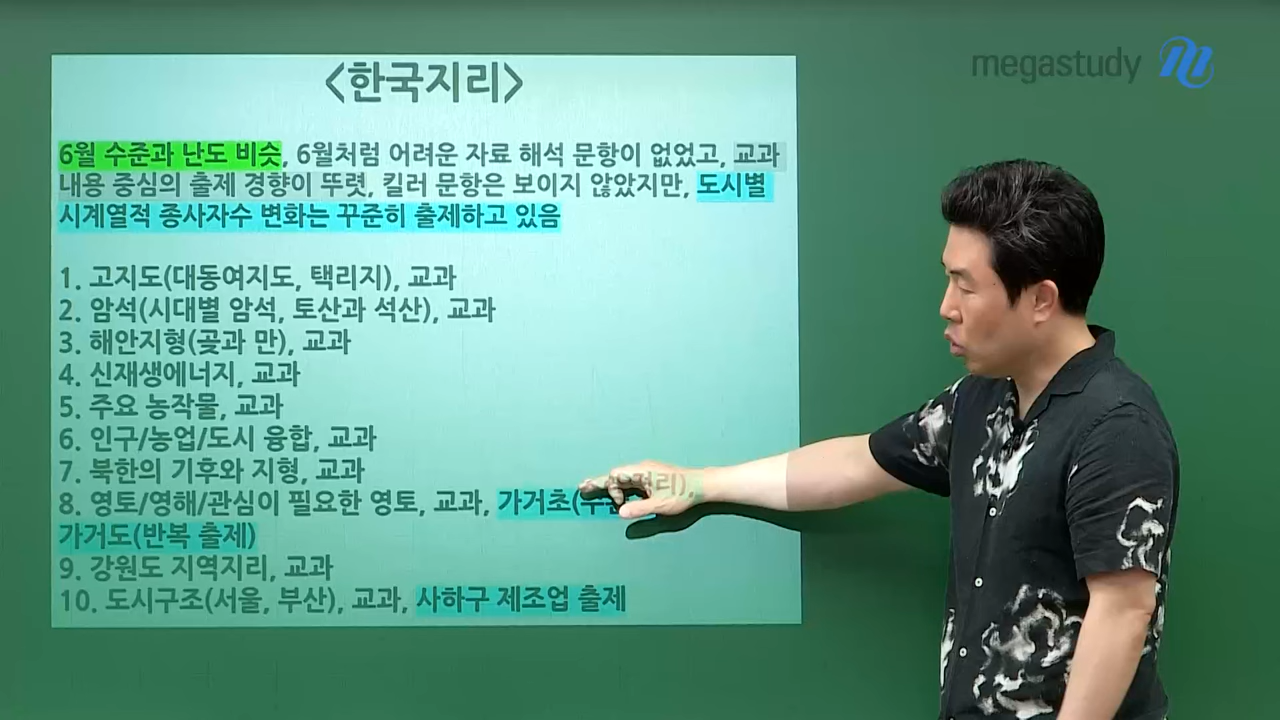 megastudy
<한국지리>
6월 수준과 난도 비슷, 6월처럼 어려운 자료 해석 문항이 없었고, 교과
내용 중심의 출제 경향이 뚜렷, 킬러 문항은 보이지 않았지만, 도시별
시계열적 종사자수 변화는 꾸준히 출제하고 있음
1. 고지도(대동여지도, 택리지), 교과
2. 암석(시대별 암석, 토산과 석산), 교과
3. 해안지형(곶과 만), 교과
4. 신재생에너지, 교과
5. 주요 농작물, 교과
6. 인구/농업/도시 융합, 교과
7. 북한의 기후와 지형, 교과
8. 영토/영해/관심이 필요한 영토, 교과, 가거초(
가거도(반복 출제)
9. 강원도 지역지리, 교과
10. 도시구조(서울, 부산), 교과, 사하구 제조업 출제